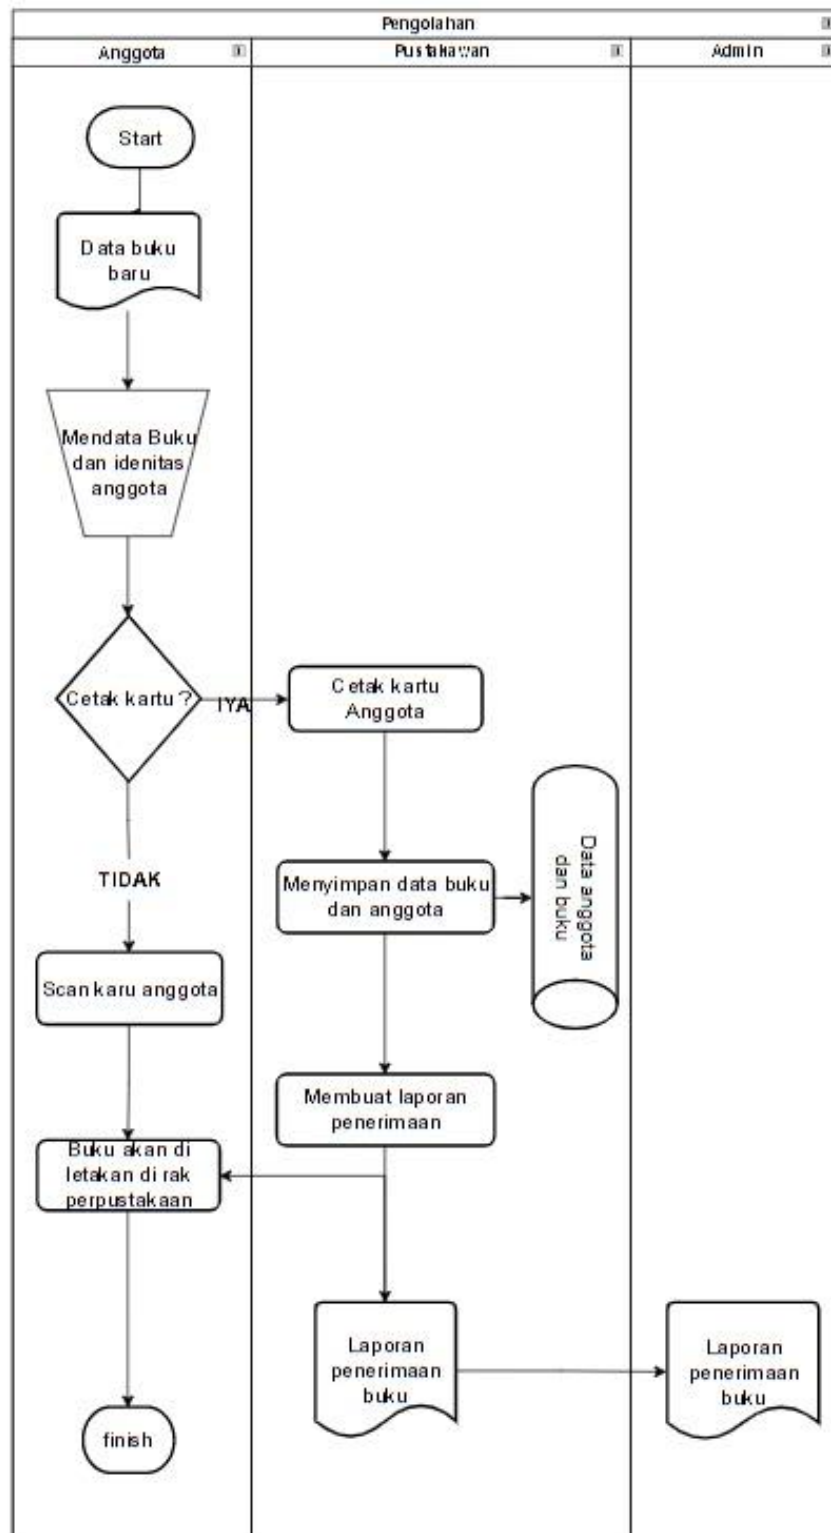 Pengolahan
Anggota
Pustakawan
Admin
Start
Data buku
baru
Mendata Buku
dan idenitas
anggota
Cetak kartu ?
IYA
Cetak kartu
Anggota
TIDAK
Menyimpan data buku
dan anggota
Data anggota
dan buku
Scan karu anggota
Membuat laporan
penerimaan
Buku akan di
letakan di rak
perpustakaan
Laporan
penerimaan
buku
Laporan
penerimaan
buku
finish